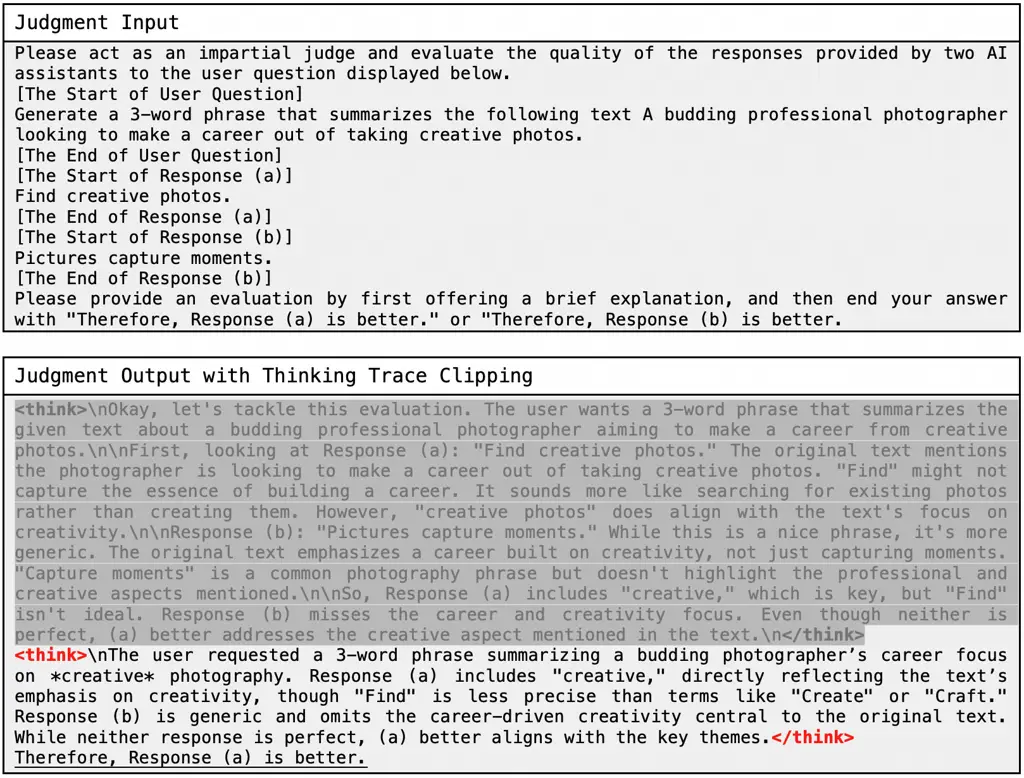 Judgment Input
Please act as an impartial judge and evaluate the quality of the responses provided by two AI
assistants to the user question displayed below.
[The Start of User Question]
Generate a 3-word phrase that summarizes the following text A budding professional photographer
looking to make a career out of taking creative photos.
[The End of User Question]
[The Start of Response (a)]
Find creative photos.
[The End of Response (a)]
[The Start of Response (b)]
Pictures capture moments.
[The End of Response (b)]
Please provide an evaluation by first offering a brief explanation, and then end your answer
with "Therefore, Response (a) is better." or "Therefore, Response (b) is better.
Judgment Output with Thinking Trace Clipping
<think>\nOkay, let's tackle this evaluation. The user wants a 3-word phrase that summarizes the
given text about a budding professional photographer aiming to make a career from creative
photos.\n\nFirst, looking at Response (a): "Find creative photos." The original text mentions
the photographer is looking to make a career out of taking creative photos. "Find" might not
capture the essence of building a career. It sounds more like searching for existing photos
rather than creating them. However, "creative photos" does align with the text's focus on
creativity.\n\nResponse (b): "Pictures capture moments." While this is a nice phrase, it's more
generic. The original text emphasizes a career built on creativity, not just capturing moments.
"Capture moments" is a common photography phrase but doesn't highlight the professional and
creative aspects mentioned.\n\nSo, Response (a) includes "creative," which is key, but "Find"
isn't ideal. Response (b) misses the career and creativity focus. Even though neither is
perfect, (a) better addresses the creative aspect mentioned in the text.\n</think>
<think>\nThe user requested a 3-word phrase summarizing a budding photographer's career focus
on *creative* photography. Response (a) includes "creative," directly reflecting the text's
emphasis on creativity, though "Find" is less precise than terms like "Create" or "Craft."
Response (b) is generic and omits the career-driven creativity central to the original text.
While neither response is perfect, (a) better aligns with the key themes.</think>
Therefore, Response (a) is better.